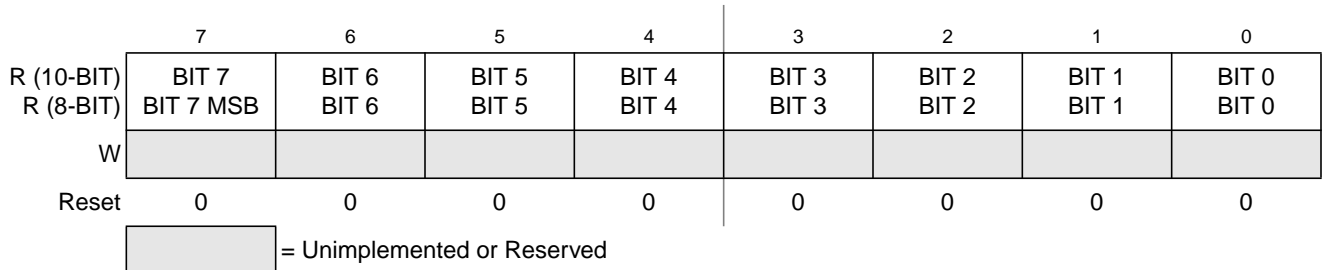 7 6 5 4 3 2 1 0
R (10-BIT) BIT 7 BIT 6 BIT 5 BIT 4 BIT 3 BIT 2 BIT 1 BIT 0
R (8-BIT) BIT 7 MSB BIT 6 BIT 5 BIT 4 BIT 3 BIT 2 BIT 1 BIT 0
W
Reset 0 0 0 0 0 0 0 0
= Unimplemented or Reserved